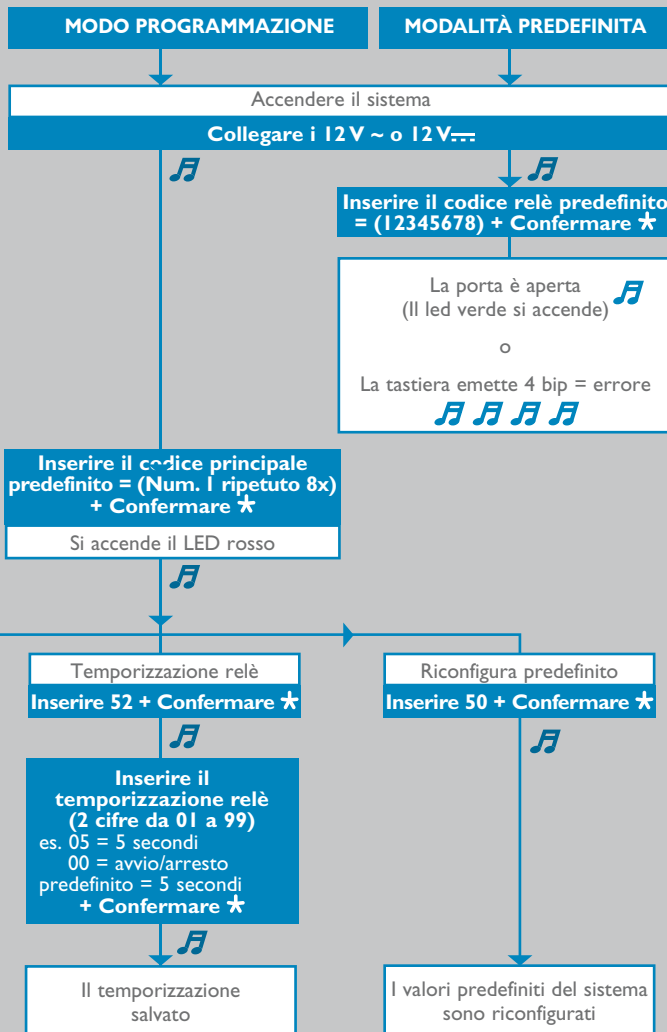 MODO PROGRAMMAZIONE
MODALITÀ PREDEFINITA
Accendere il sistema
Collegare i 12 V ~ o 12 V⎓
Inserire il codice relè predefinito
= (12345678) + Confermare *
La porta è aperta
(Il led verde si accende)
o
La tastiera emette 4 bip = errore
Inserire il codice principale
predefinito = (Num. 1 ripetuto 8x)
+ Confermare *
Si accende il LED rosso
Temporizzazione relè
Inserire 52 + Confermare *
Riconfigura predefinito
Inserire 50 + Confermare *
Inserire il
temporizzazione relè
(2 cifre da 01 a 99)
es. 05 = 5 secondi
00 = avvio/arresto
predefinito = 5 secondi
+ Confermare *
Il temporizzazione
salvato
I valori predefiniti del sistema
sono riconfigurati